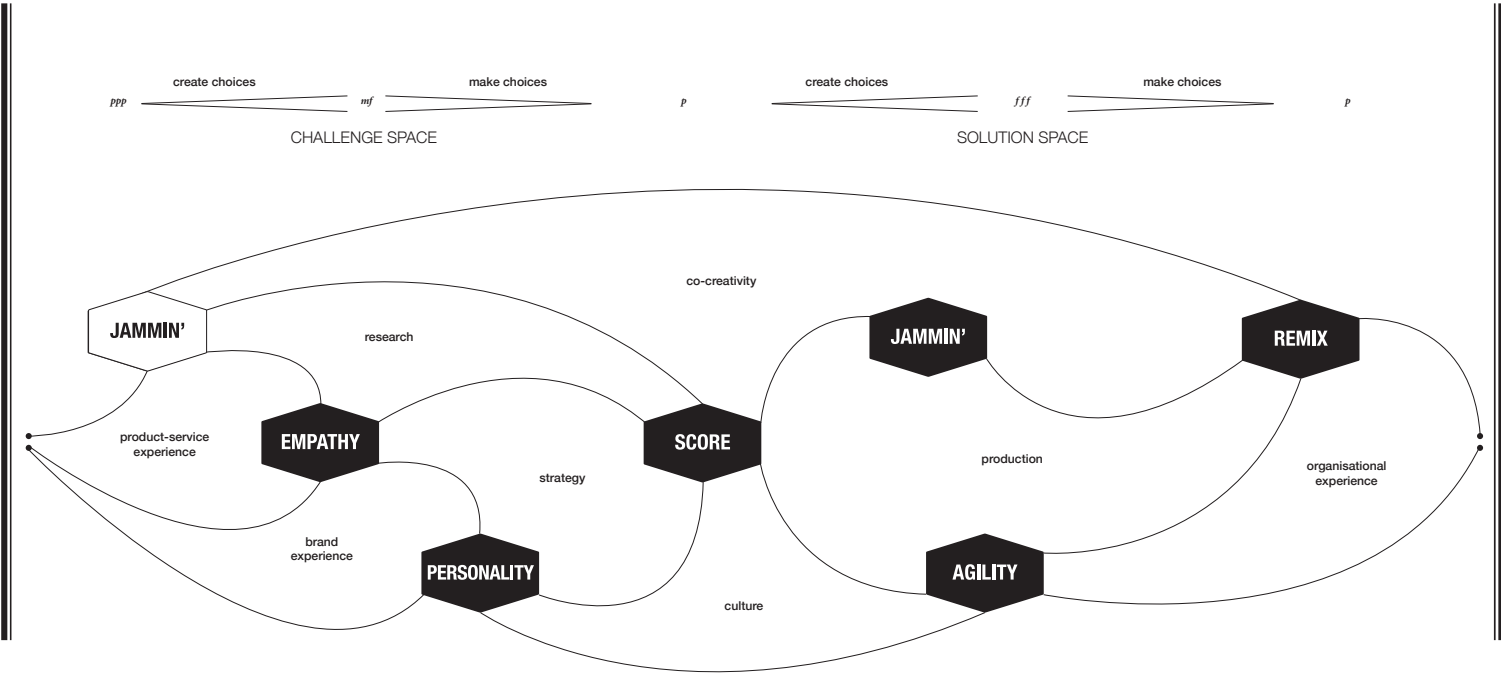 create choices
make choices
create choices
make choices
ppp
mf
p
fff
p
CHALLENGE SPACE
SOLUTION SPACE
co-creativity
JAMMIN’
research
JAMMIN’
REMIX
product-service
experience
EMPATHY
SCORE
strategy
production
organisational
experience
brand
experience
PERSONALITY
AGILITY
culture